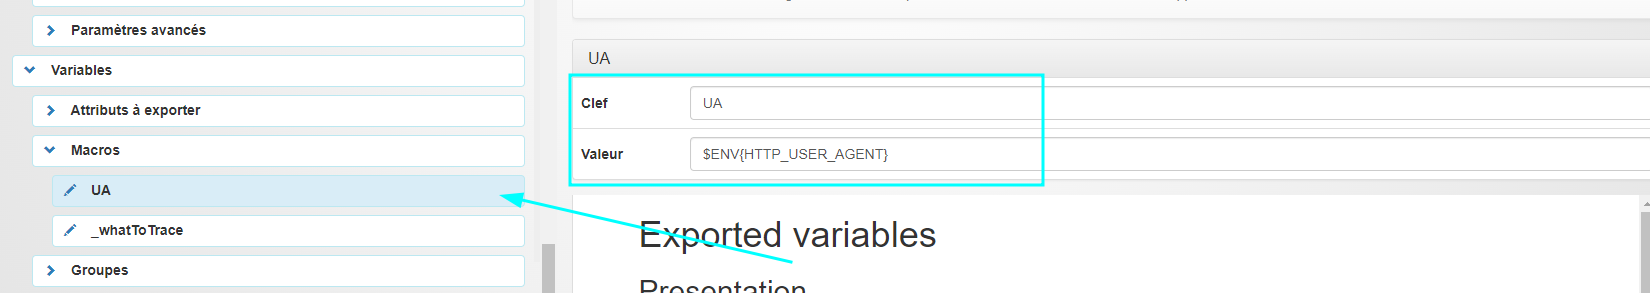 Paramètres avancés
Variables
Attributs à exporter
Macros
UA
_whatToTrace
Groupes
UA
Clef
UA
Valeur
$ENV{HTTP_USER_AGENT}
Exported variables
Presentation